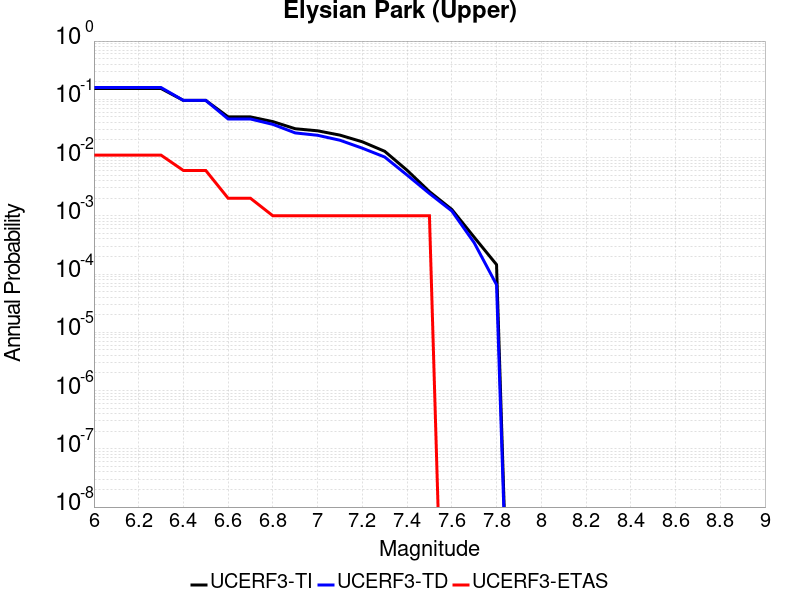 Elysian Park (Upper)
10^0
10^-1
10^-2
10^-3
10^-4
10^-5
10^-6
10^-7
10^-8
Annual Probability
6 6.2 6.4 6.6 6.8 7 7.2 7.4 7.6 7.8 8 8.2 8.4 8.6 8.8 9
Magnitude
UCERF3-TI UCERF3-TD UCERF3-ETAS